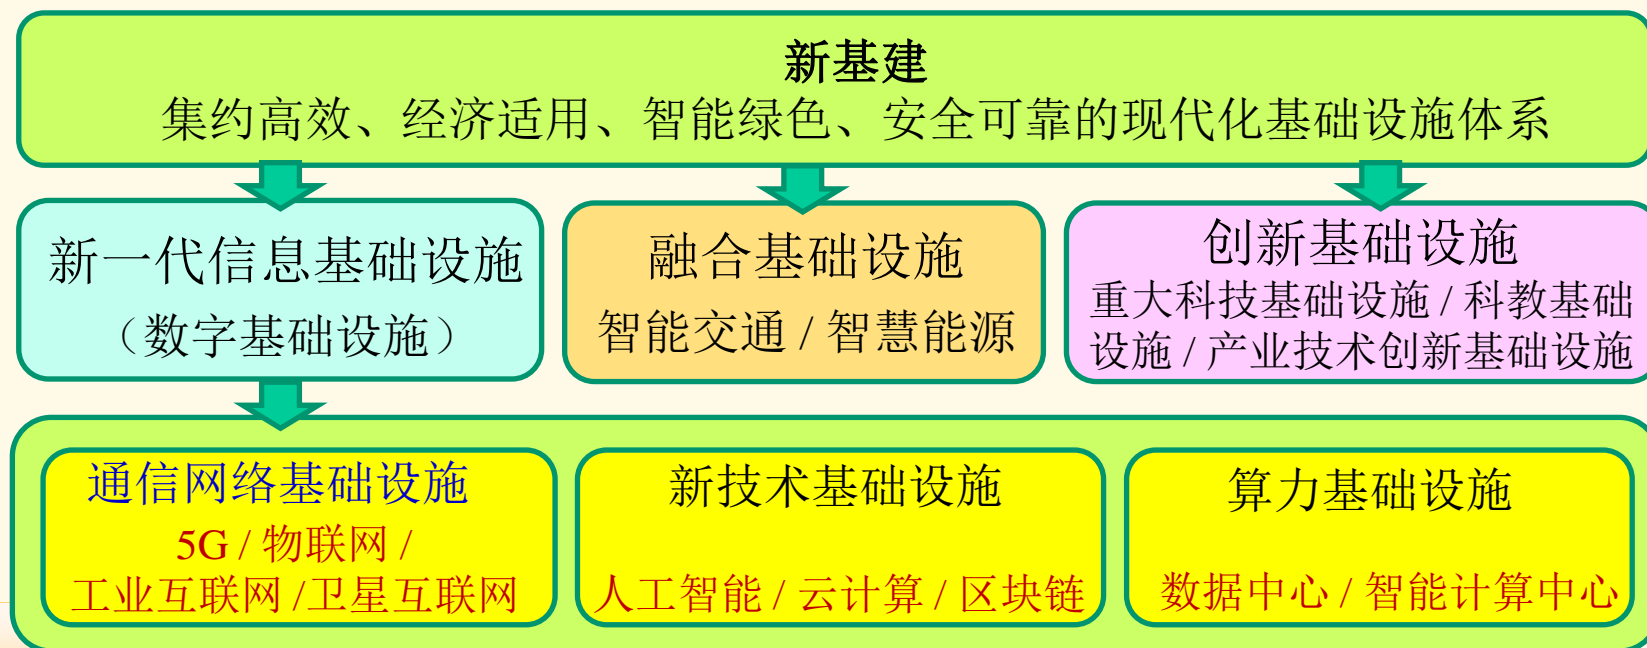 新基建
集约高效、经济适用、智能绿色、安全可靠的现代化基础设施体系
新一代信息基础设施
（数字基础设施）
融合基础设施
智能交通 / 智慧能源
创新基础设施
重大科技基础设施 / 科教基础
设施 / 产业技术创新基础设施
通信网络基础设施
5G / 物联网 /
工业互联网 /卫星互联网
新技术基础设施
人工智能 / 云计算 / 区块链
算力基础设施
数据中心 / 智能计算中心